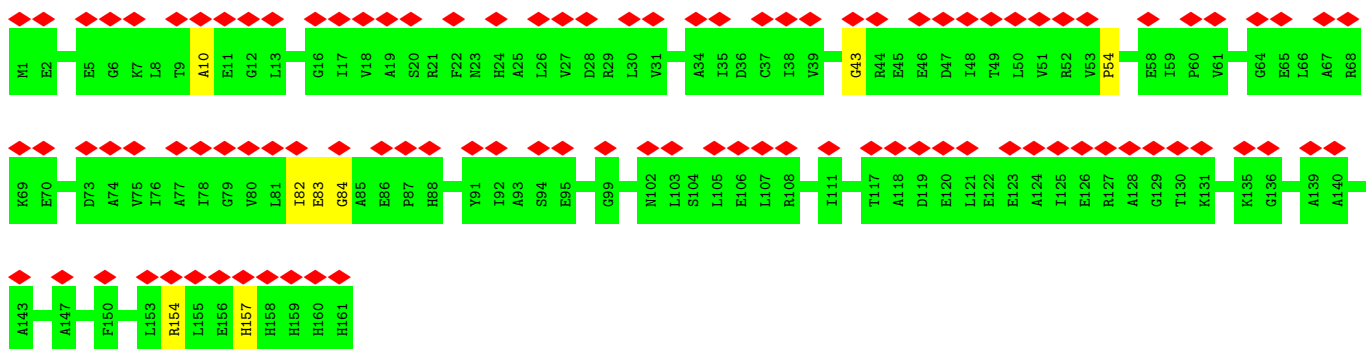 M1 E2 E5 G6 K7 L8 T9 A10 E11 G12 L13 G16 I17 V18 A19 S20 R21 F22 N23 H24 A25 L26 V27 D28 R29 L30 V31 A34 I35 D36 C37 I38 V39 G43 R44 E45 E46 D47 I48 T49 L50 V51 R52 V53 P54 E58 I59 P60 V61 G64 E65 L66 A67 R68
K69 E70 D73 A74 V75 I76 A77 I78 G79 V80 L81 I82 E83 G84 A85 E86 P87 H88 Y91 I92 A93 S94 E95 G99 N102 L103 S104 L105 E106 L107 R108 I111 T117 A118 D119 E120 L121 E122 E123 A124 I125 E126 R127 A128 G129 T130 K131 K135 G136 A139 A140
A143 A147 F150 L153 R154 L155 E156 H157 H158 H159 H160 H161